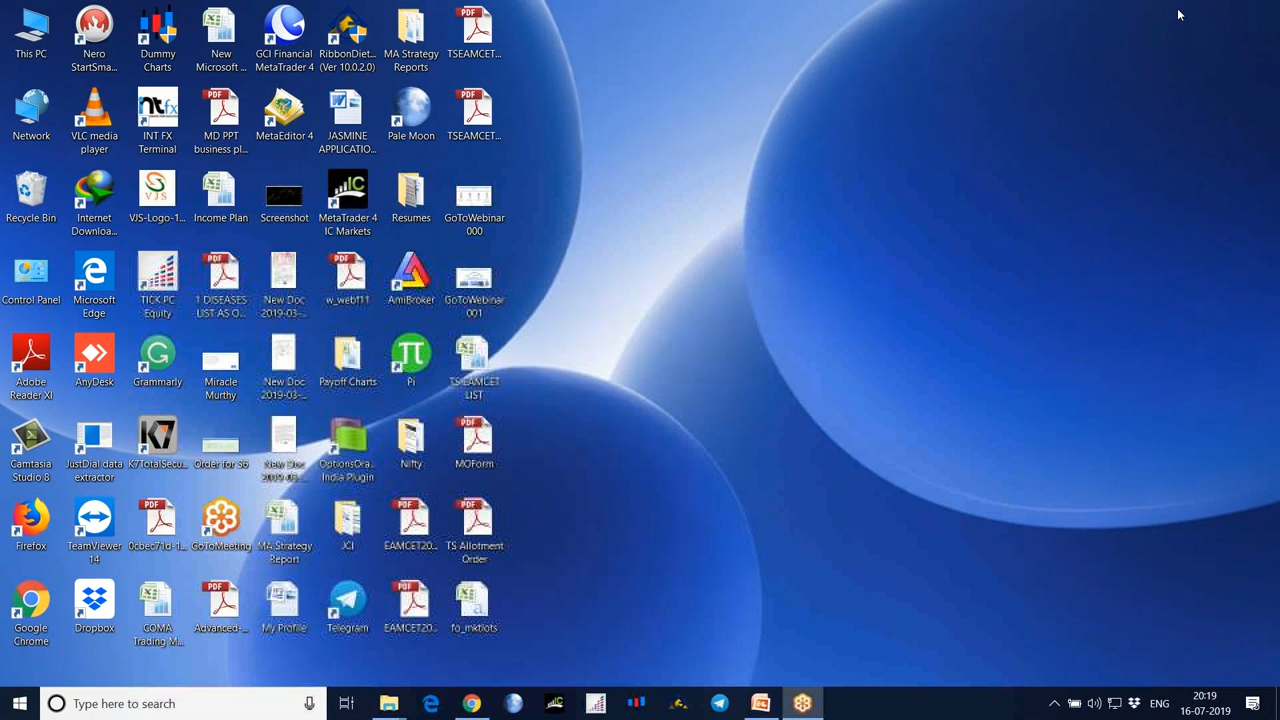 This PC
Nero
StartSma...
Dummy
Charts
New
Microsoft ...
GCI Financial
MetaTrader 4
RibbonDiet...
(Ver 10.0.2.0)
MA Strategy
Reports
TSEAMCET...
Network
VLC media
player
INT FX
Terminal
MD PPT
business pl...
MetaEditor 4
JASMINE
APPLICATIO...
Pale Moon
TSEAMCET...
Recycle Bin
Internet
Downloa...
VJS-Logo-1...
Income Plan
Screenshot
MetaTrader 4
IC Markets
Resumes
GoToWebinar
000
Control Panel
Microsoft
Edge
TICK PC
Equity
1 DISEASES
LIST AS O...
New Doc
2019-03-...
w_webf11
AmiBroker
GoToWebinar
001
Adobe
Reader XI
AnyDesk
Grammarly
Miracle
Murthy
New Doc
2019-03-...
Payoff Charts
Pi
TS EAMCET
LIST
Camtasia
Studio 8
JustDial data
extractor
K7TotalSecu...
Order for S6
New Doc
2019-03-...
OptionsOra...
India Plugin
Nifty
MOForm
Firefox
TeamViewer
14
0cbec71d-1...
GoToMeeting
MA Strategy
Report
JCI
EAMCET20...
TS Allotment
Order
Google
Chrome
Dropbox
COMA
Trading M...
Advanced-...
My Profile
Telegram
EAMCET20...
fo_mktlots
Type here to search
ENG
20:19
16-07-2019